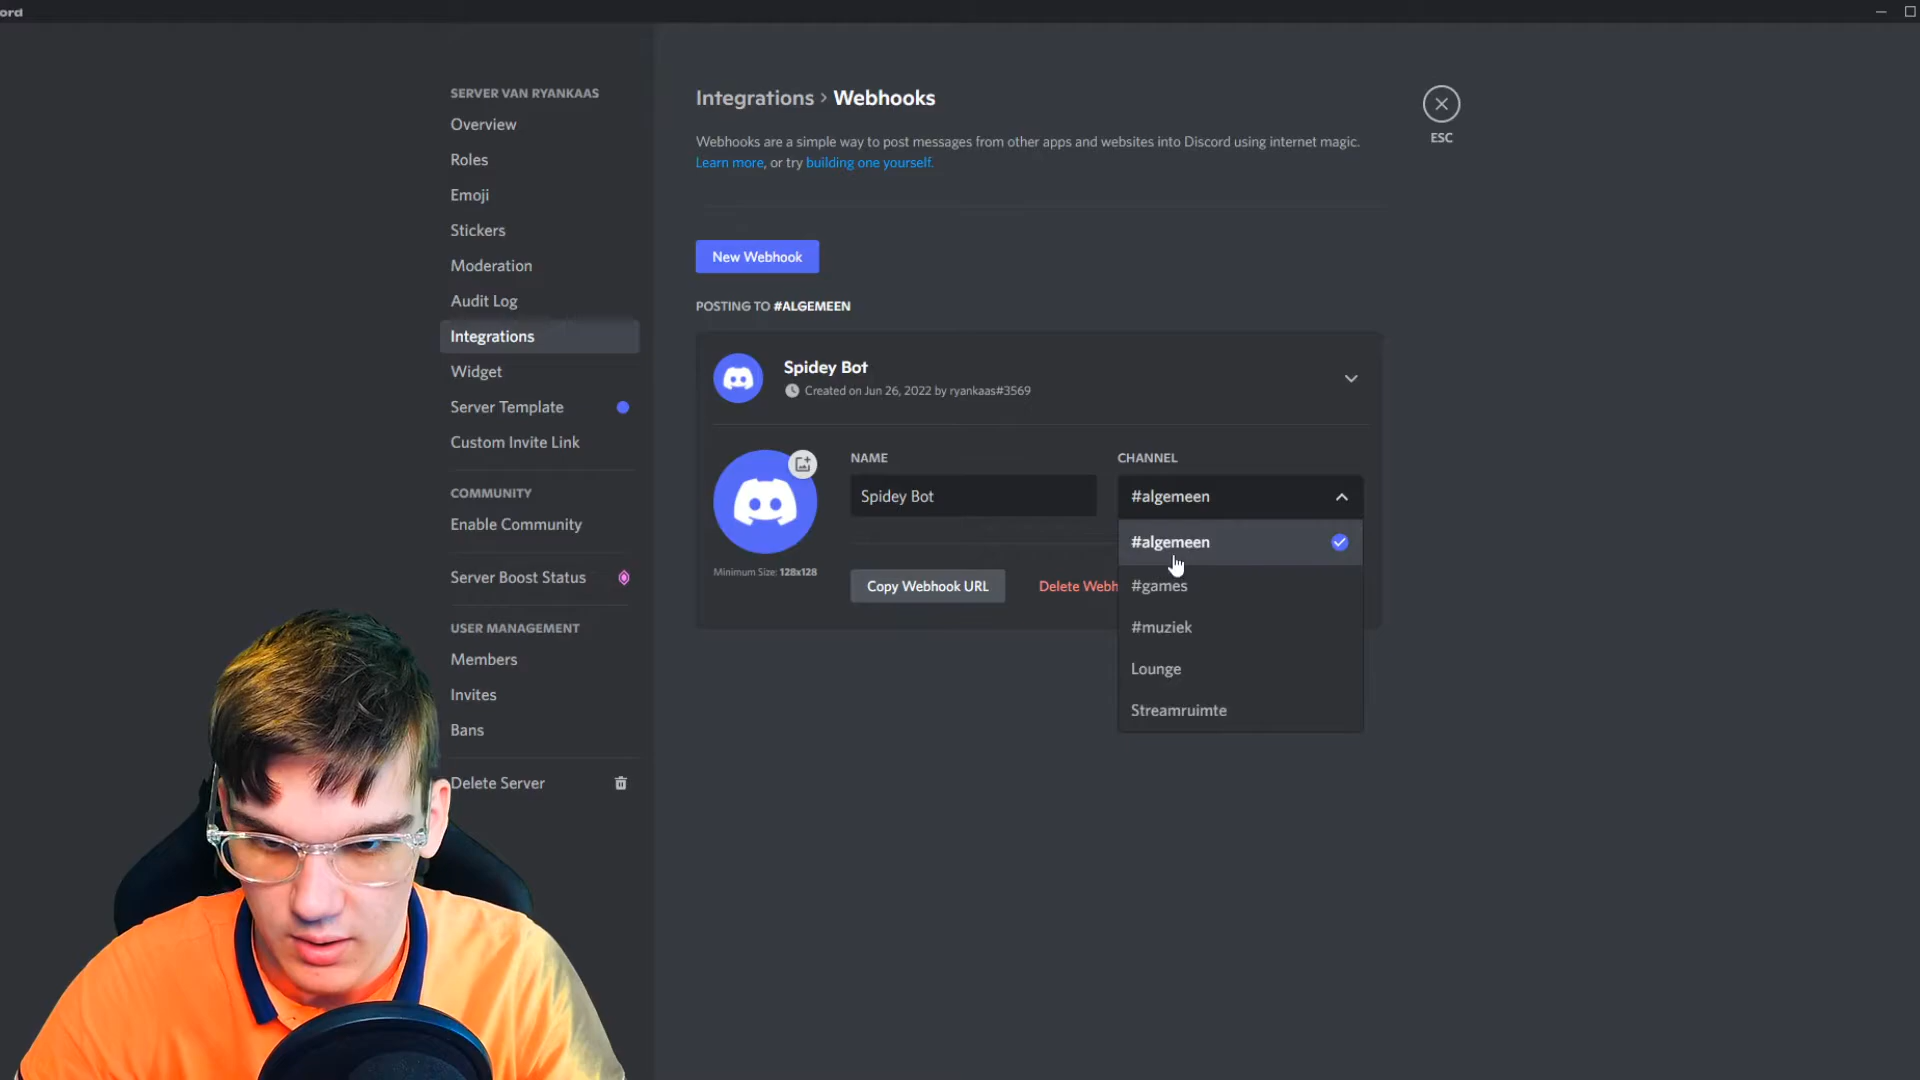 ord
SERVER VAN RYANKAAS
Overview
Roles
Emoji
Stickers
Moderation
Audit Log
Integrations
Widget
Server Template
Custom Invite Link
COMMUNITY
Enable Community
Server Boost Status
USER MANAGEMENT
Members
Invites
Bans
Delete Server
Integrations › Webhooks
ESC
Webhooks are a simple way to post messages from other apps and websites into Discord using internet magic.
Learn more, or try building one yourself.
New Webhook
POSTING TO #ALGEMEEN
Spidey Bot
Created on Jun 26, 2022 by ryankaas#3569
Minimum Size: 128x128
NAME
Spidey Bot
Copy Webhook URL
Delete Webh
CHANNEL
#algemeen
#algemeen
#games
#muziek
Lounge
Streamruimte